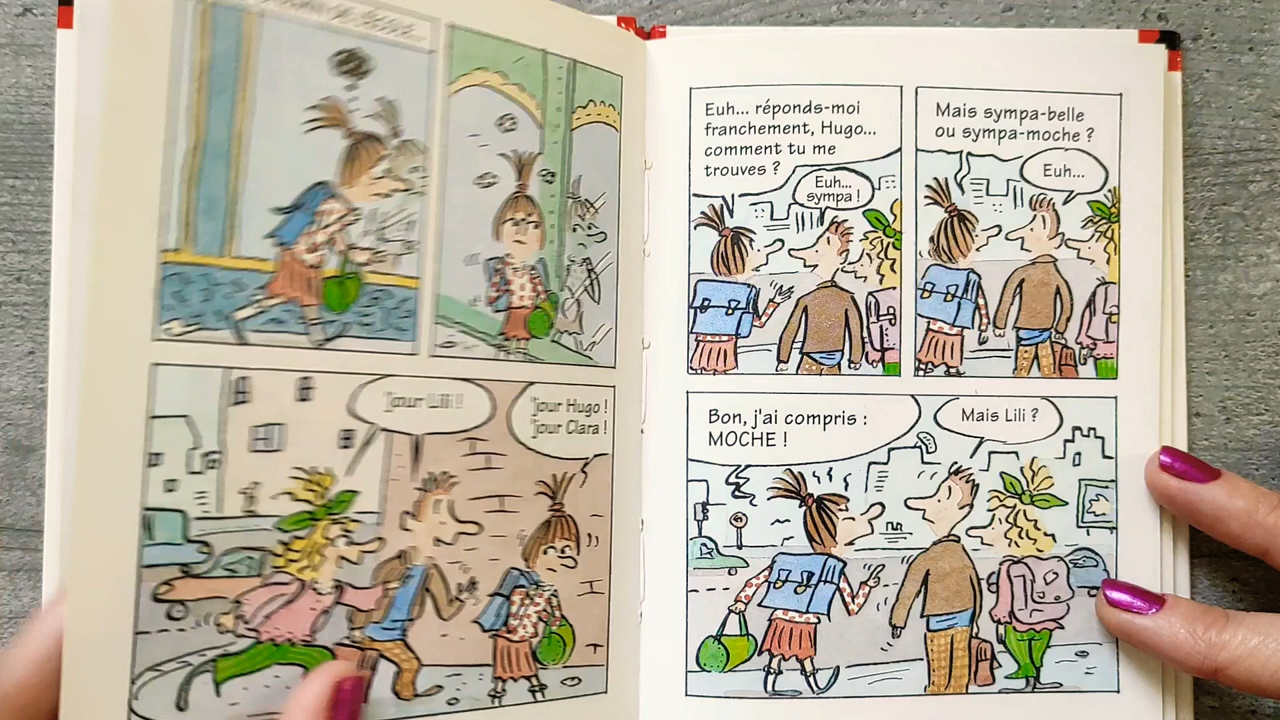 'jour Lili !!
'jour Hugo !
'jour Clara !
Euh... réponds-moi
franchement, Hugo...
comment tu me
trouves ?
Euh...
sympa !
Mais sympa-belle
ou sympa-moche ?
Euh...
Bon, j'ai compris :
MOCHE !
Mais Lili ?